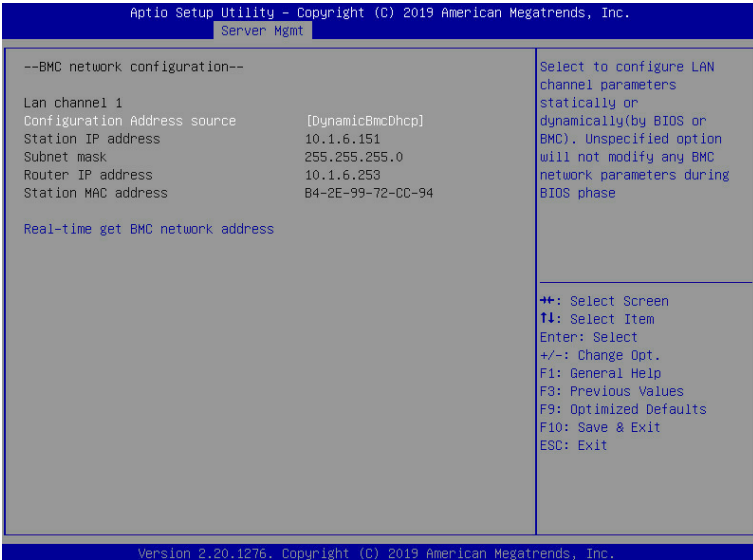 Aptio Setup Utility – Copyright (C) 2019 American Megatrends, Inc.
Server Mgmt
--BMC network configuration--
Lan channel 1
Configuration Address source [DynamicBmcDhcp]
Station IP address 10.1.6.151
Subnet mask 255.255.255.0
Router IP address 10.1.6.253
Station MAC address B4-2E-99-72-CC-94
Real-time get BMC network address
Select to configure LAN
channel parameters
statically or
dynamically(by BIOS or
BMC). Unspecified option
will not modify any BMC
network parameters during
BIOS phase
→←: Select Screen
↑↓: Select Item
Enter: Select
+/-: Change Opt.
F1: General Help
F3: Previous Values
F9: Optimized Defaults
F10: Save & Exit
ESC: Exit
Version 2.20.1276. Copyright (C) 2019 American Megatrends, Inc.